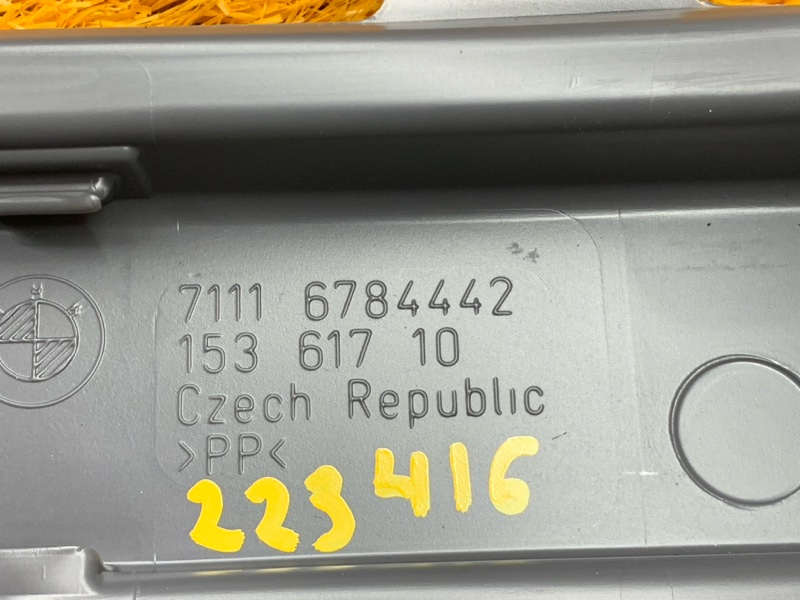 7111 6784442
153 617 10
Czech Republic
>PP<
223416